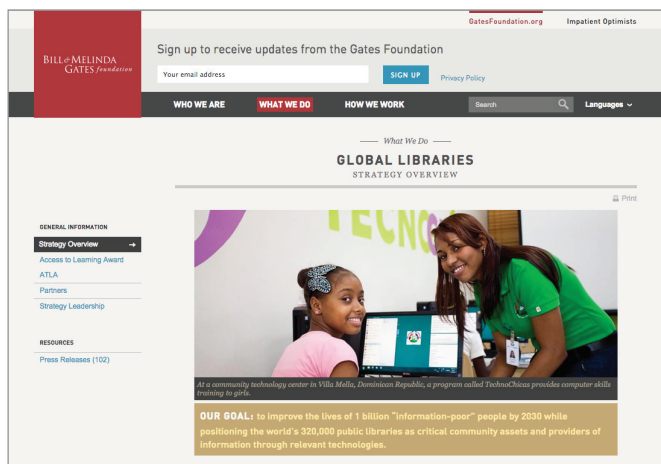 GatesFoundation.org Impatient Optimists
BILL & MELINDA
GATES foundation
Sign up to receive updates from the Gates Foundation
Your email address
SIGN UP
Privacy Policy
WHO WE ARE WHAT WE DO HOW WE WORK Search Languages
What We Do
GLOBAL LIBRARIES
STRATEGY OVERVIEW
Print
GENERAL INFORMATION
Strategy Overview
Access to Learning Award
ATLA
Partners
Strategy Leadership
RESOURCES
Press Releases (102)
TECNO
At a community technology center in Villa Mella, Dominican Republic, a program called TechnoChicas provides computer skills
training to girls.
OUR GOAL: to improve the lives of 1 billion "information-poor" people by 2030 while
positioning the world's 320,000 public libraries as critical community assets and providers of
information through relevant technologies.